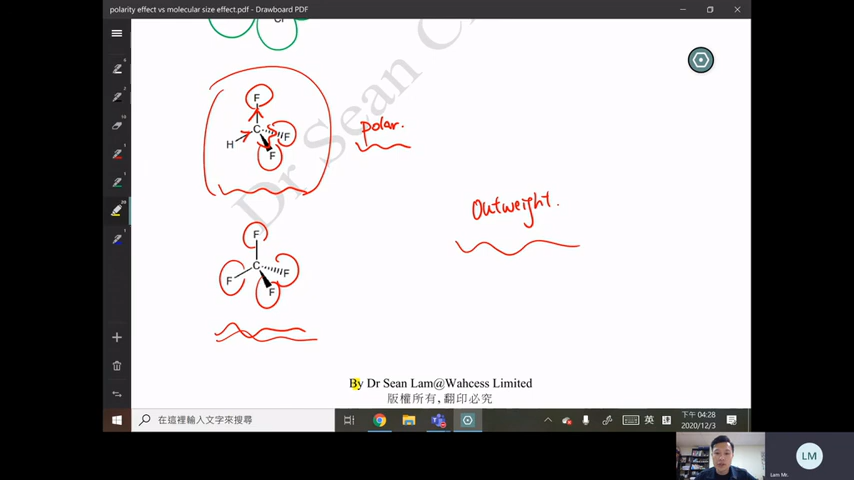 polarity effect vs molecular size effect.pdf - Drawboard PDF
Dr Sean C
F
C
F
H
F
polar.
Outweight.
F
C
F
F
F
By Dr Sean Lam@Wahcess Limited
版權所有, 翻印必究
在這裡輸入文字來搜尋
英
下午 04:28
2020/12/3
LM
Lam Mr.